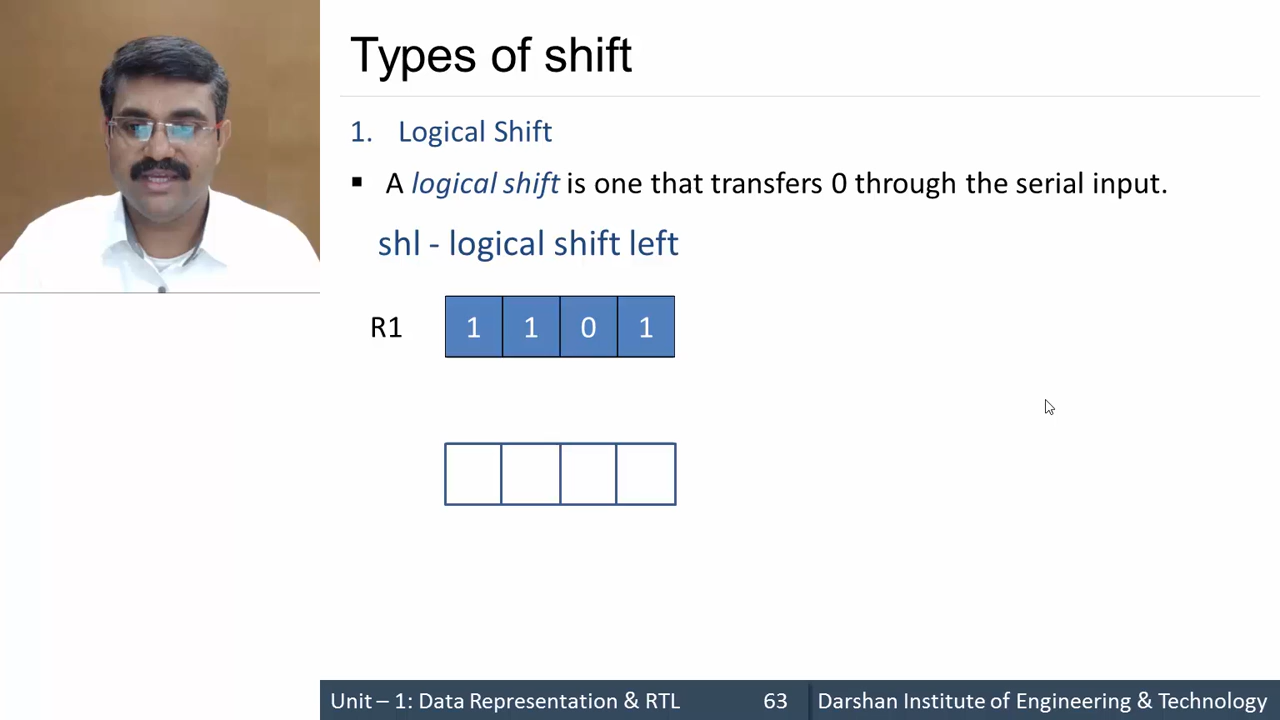 Types of shift
1. Logical Shift
▪ A logical shift is one that transfers 0 through the serial input.
shl - logical shift left
R1 1 1 0 1
Unit – 1: Data Representation & RTL 63 Darshan Institute of Engineering & Technology